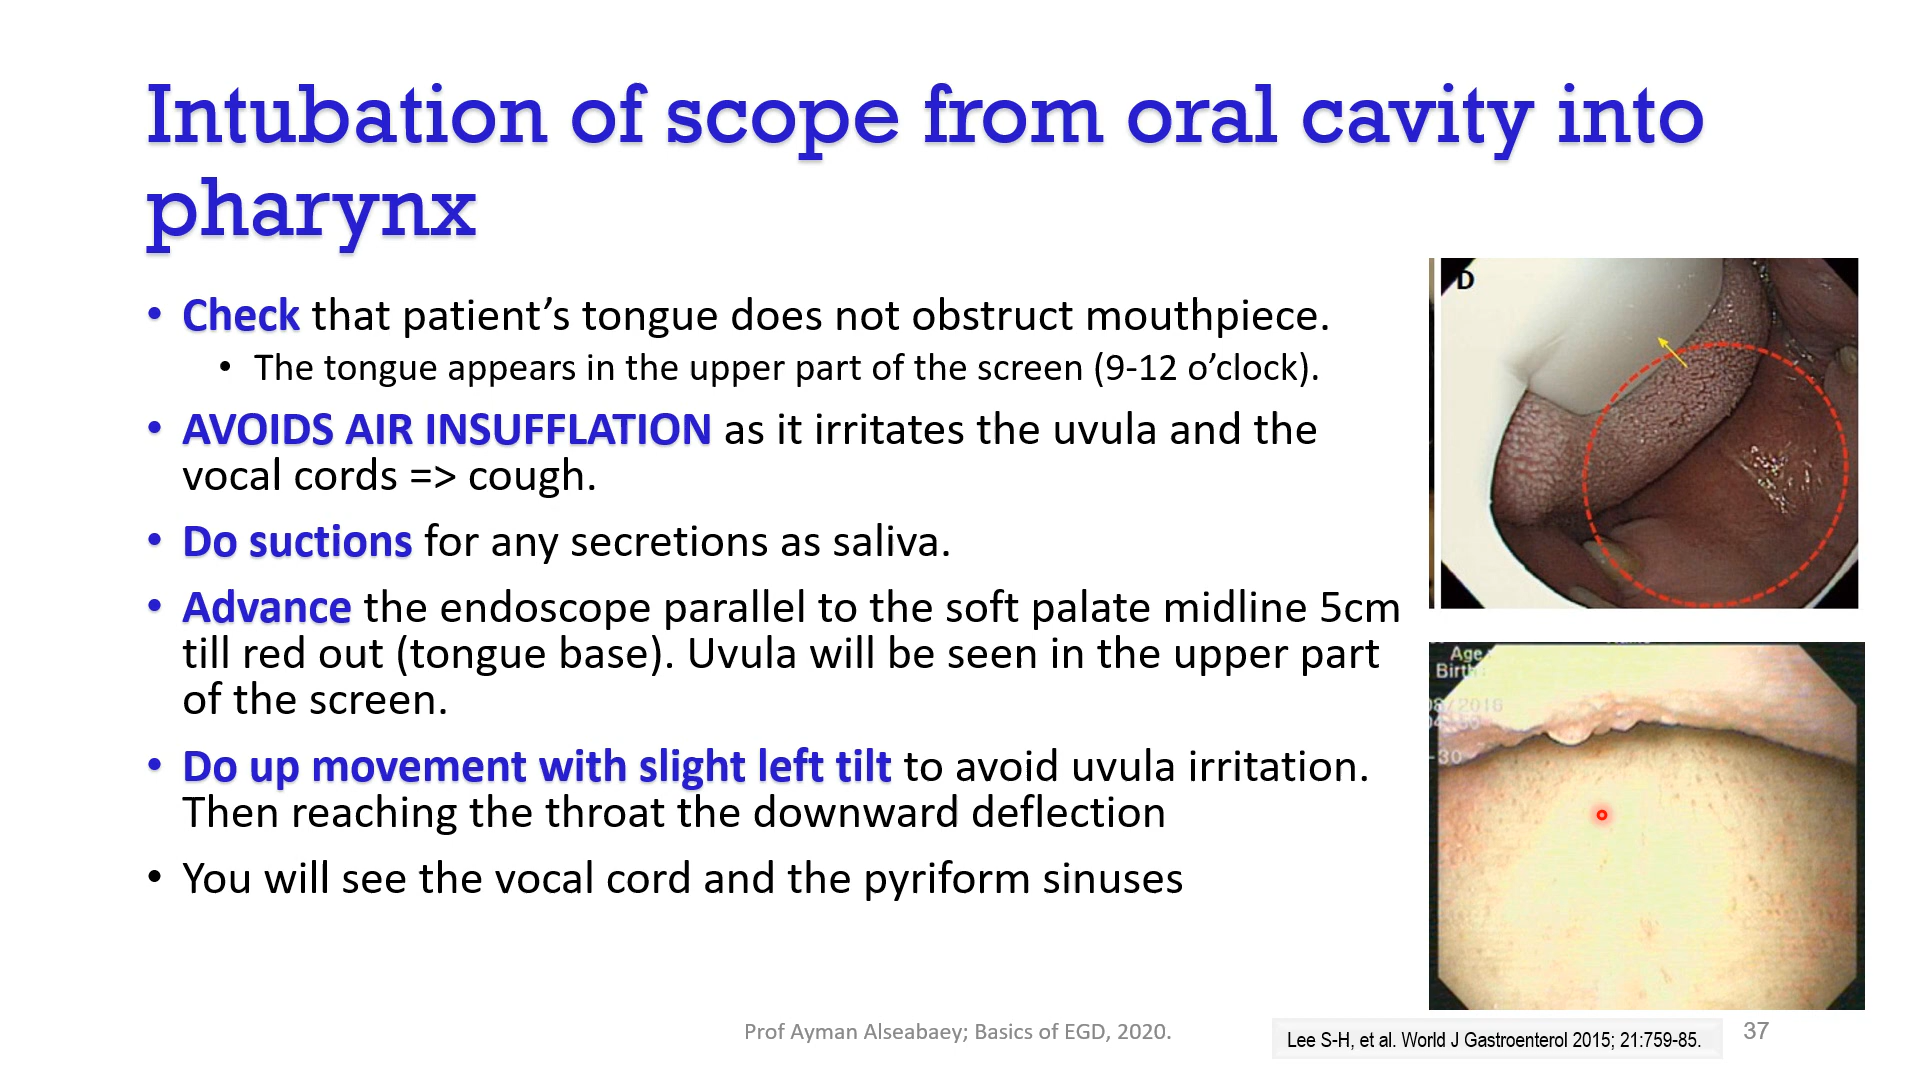 Intubation of scope from oral cavity into
pharynx
• Check that patient’s tongue does not obstruct mouthpiece.
• The tongue appears in the upper part of the screen (9-12 o’clock).
• AVOIDS AIR INSUFFLATION as it irritates the uvula and the
vocal cords => cough.
• Do suctions for any secretions as saliva.
• Advance the endoscope parallel to the soft palate midline 5cm
till red out (tongue base). Uvula will be seen in the upper part
of the screen.
• Do up movement with slight left tilt to avoid uvula irritation.
Then reaching the throat the downward deflection
• You will see the vocal cord and the pyriform sinuses
D
Age
Birth
/2016
-30
Prof Ayman Alseabaey; Basics of EGD, 2020.
Lee S-H, et al. World J Gastroenterol 2015; 21:759-85.
37